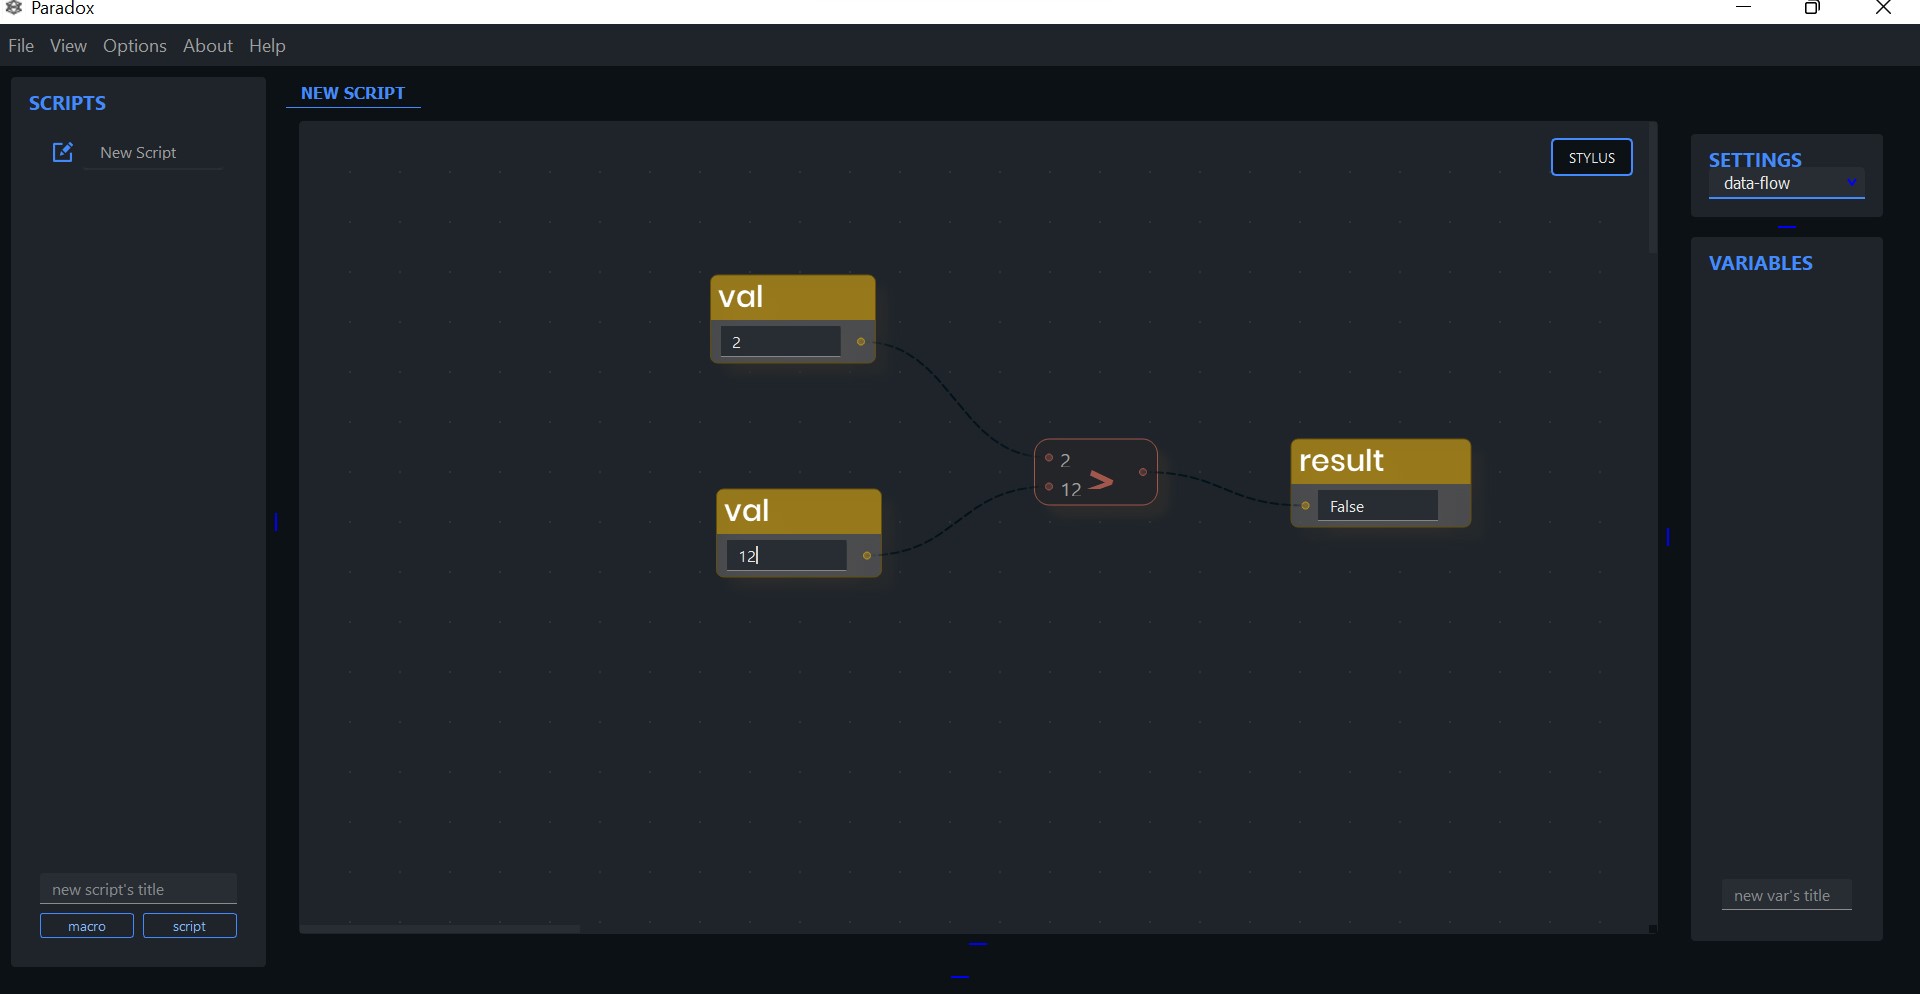 Paradox
File View Options About Help
SCRIPTS
New Script
new script's title
macro
script
NEW SCRIPT
STYLUS
val
2
val
12
2
12
>
result
False
SETTINGS
data-flow
VARIABLES
new var's title